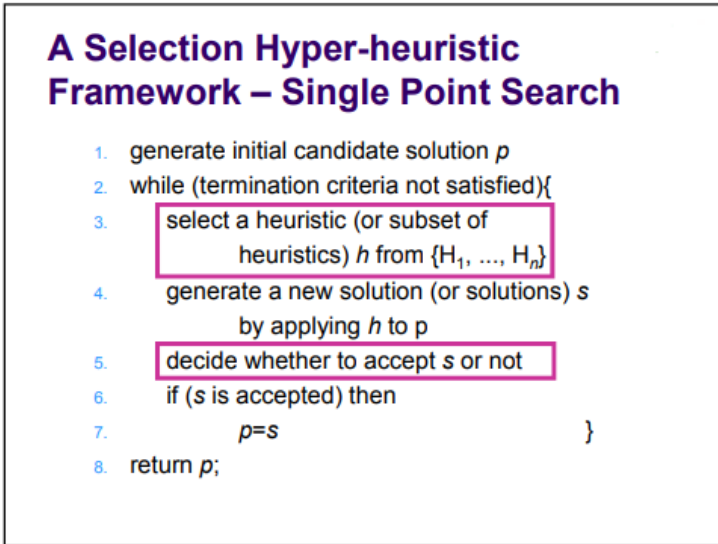 A Selection Hyper-heuristic
Framework – Single Point Search
1. generate initial candidate solution p
2. while (termination criteria not satisfied){
3. select a heuristic (or subset of
heuristics) h from {H₁, ..., Hₙ}
4. generate a new solution (or solutions) s
by applying h to p
5. decide whether to accept s or not
6. if (s is accepted) then
7. p=s }
8. return p;